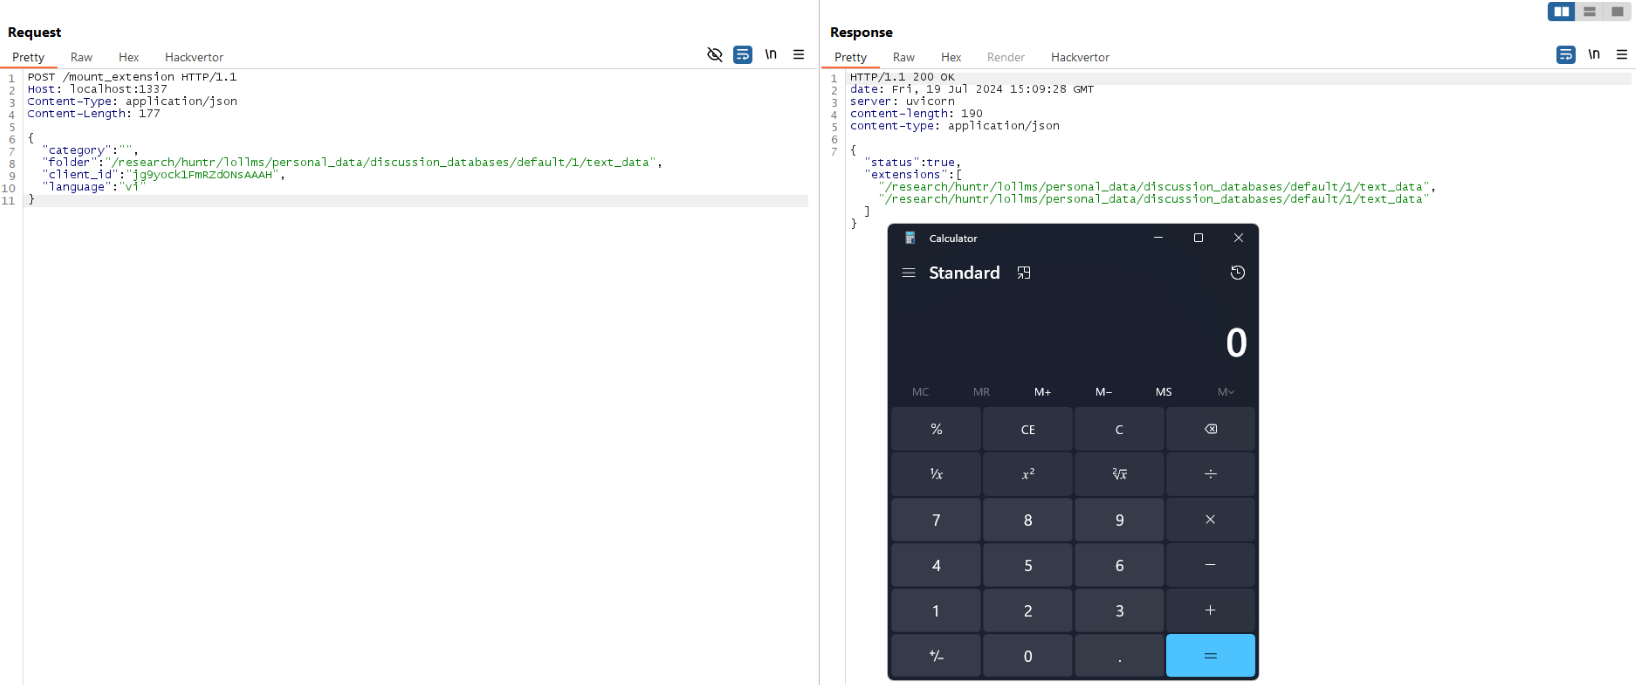 Request
Pretty Raw Hex Hackvertor \n
1 POST /mount_extension HTTP/1.1
2 Host: localhost:1337
3 Content-Type: application/json
4 Content-Length: 177
5
6 {
7 "category":"",
8 "folder":"/research/huntr/lollms/personal_data/discussion_databases/default/1/text_data",
9 "client_id":"jg9yock1FmRZdONsAAAH",
10 "language":"vi"
11 }
Response
Pretty Raw Hex Render Hackvertor \n
1 HTTP/1.1 200 OK
2 date: Fri, 19 Jul 2024 15:09:28 GMT
3 server: uvicorn
4 content-length: 190
5 content-type: application/json
6
7 {
"status":true,
"extensions":[
"/research/huntr/lollms/personal_data/discussion_databases/default/1/text_data",
"/research/huntr/lollms/personal_data/discussion_databases/default/1/text_data"
]
}
Calculator
Standard
0
MC MR M+ M− MS M˅
% CE C
¹/x x² ²√x ÷
7 8 9 ×
4 5 6 −
1 2 3 +
+/− 0 . =